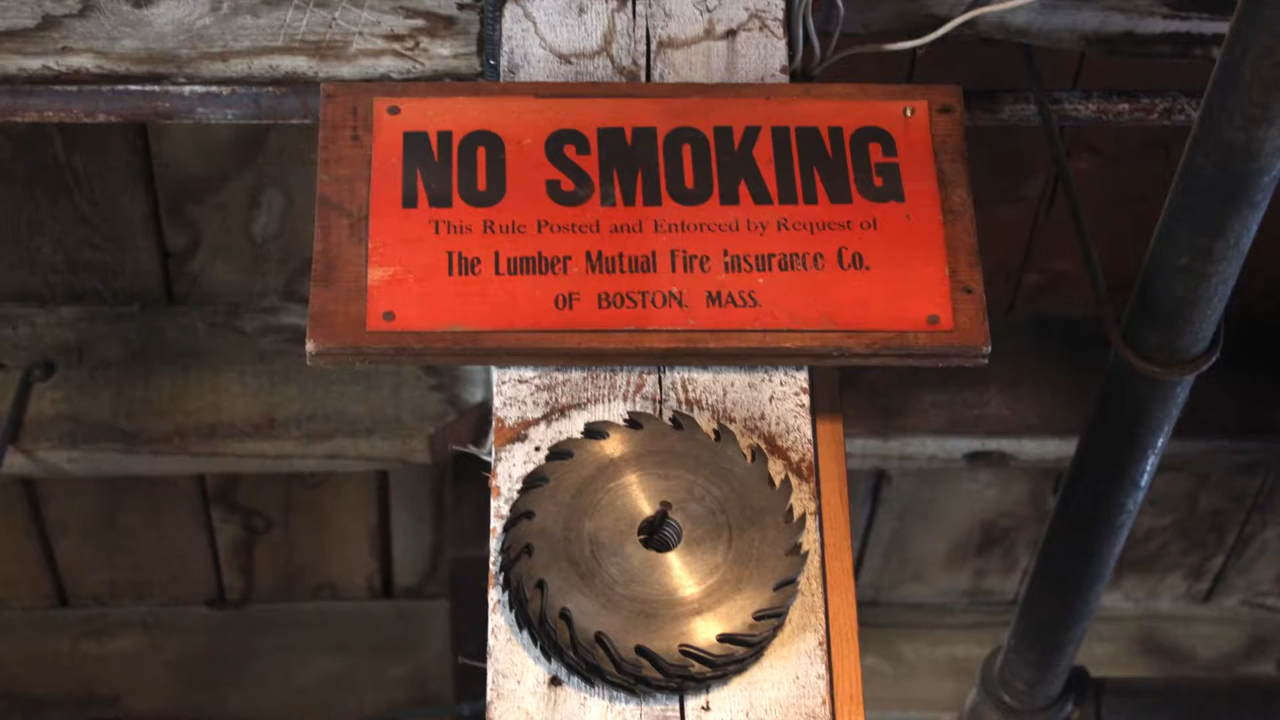 NO SMOKING
This Rule Posted and Enforced by Request of
The Lumber Mutual Fire Insurance Co.
OF BOSTON. MASS.